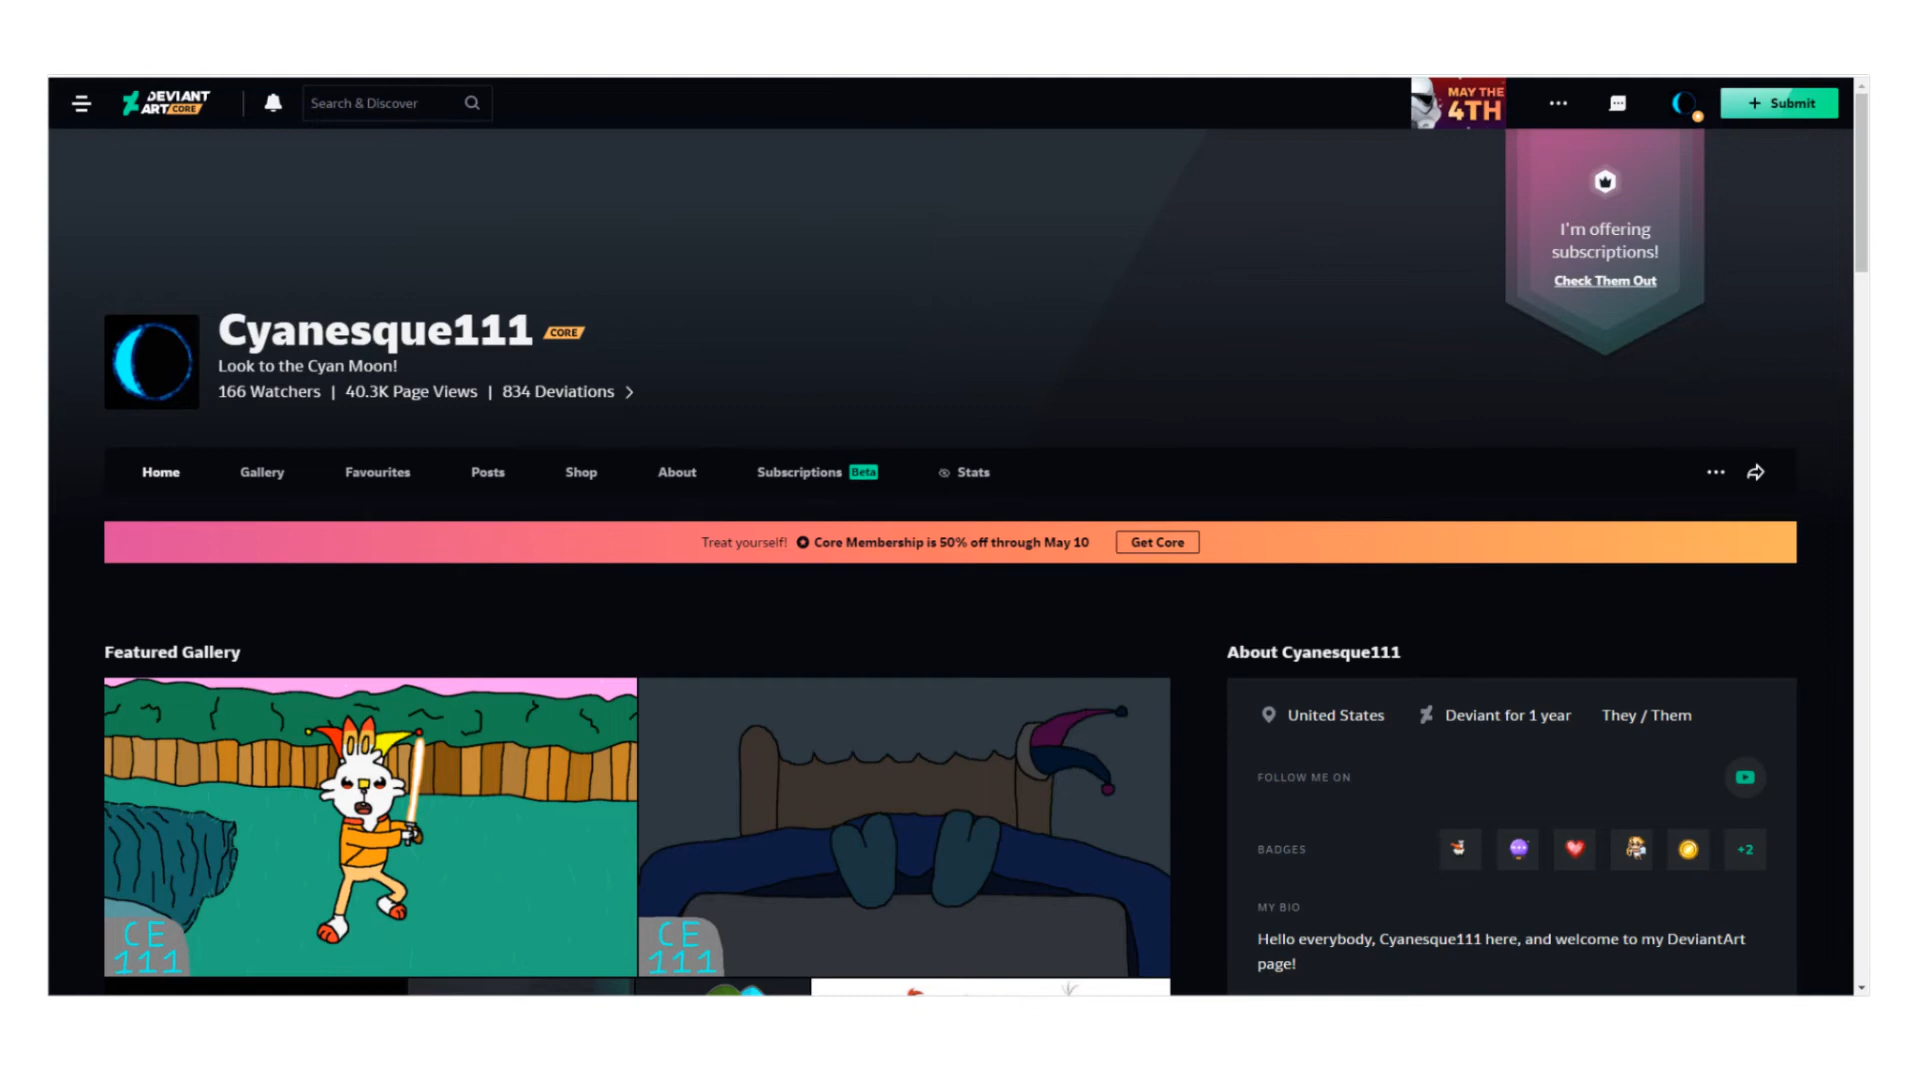 DEVIANT
ART CORE
Search & Discover
MAY THE
4TH
+ Submit
I'm offering
subscriptions!
Check Them Out
Cyanesque111 CORE
Look to the Cyan Moon!
166 Watchers | 40.3K Page Views | 834 Deviations
Home Gallery Favourites Posts Shop About Subscriptions Beta Stats
Treat yourself! Core Membership is 50% off through May 10 Get Core
Featured Gallery
About Cyanesque111
United States Deviant for 1 year They / Them
FOLLOW ME ON
BADGES +2
MY BIO
Hello everybody, Cyanesque111 here, and welcome to my DeviantArt
page!
CE
111
CE
111